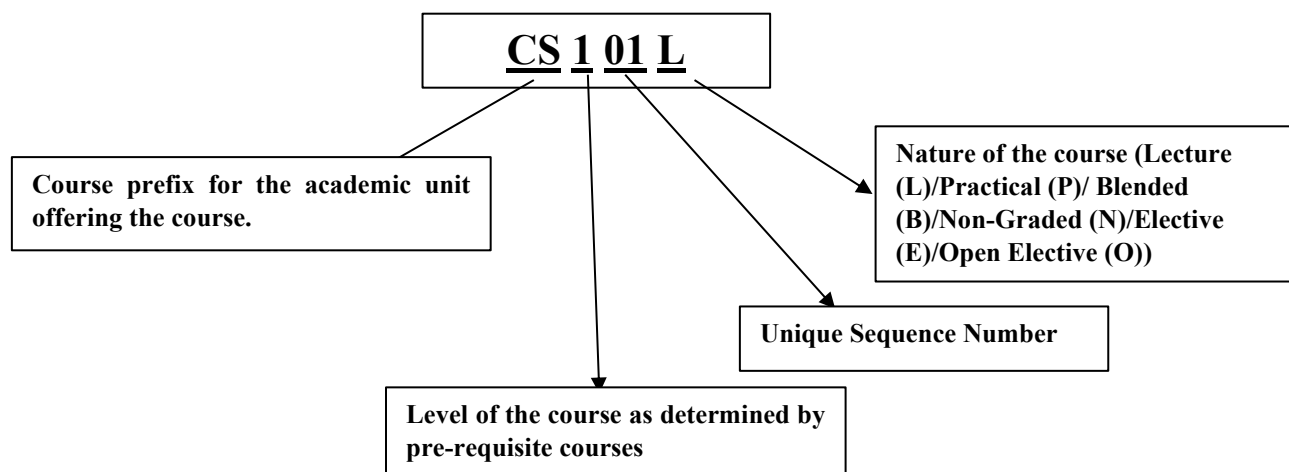 CS 1 01 L
Course prefix for the academic unit
offering the course.
Nature of the course (Lecture
(L)/Practical (P)/ Blended
(B)/Non-Graded (N)/Elective
(E)/Open Elective (O))
Unique Sequence Number
Level of the course as determined by
pre-requisite courses